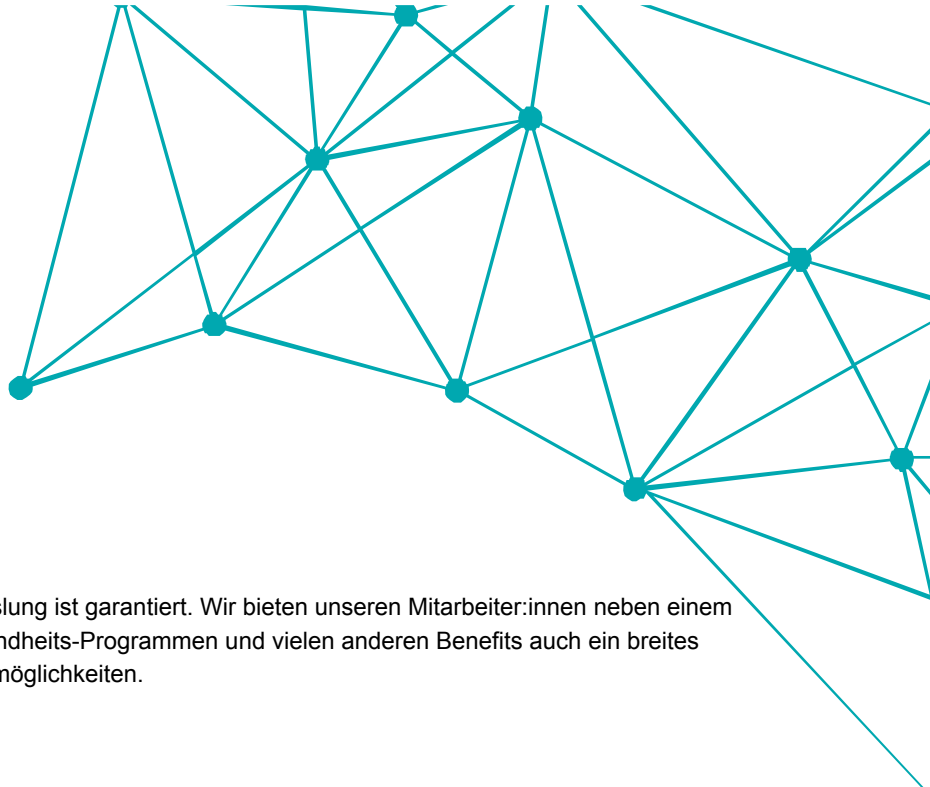 slung ist garantiert. Wir bieten unseren Mitarbeiter:innen neben einem
ndheits-Programmen und vielen anderen Benefits auch ein breites
möglichkeiten.